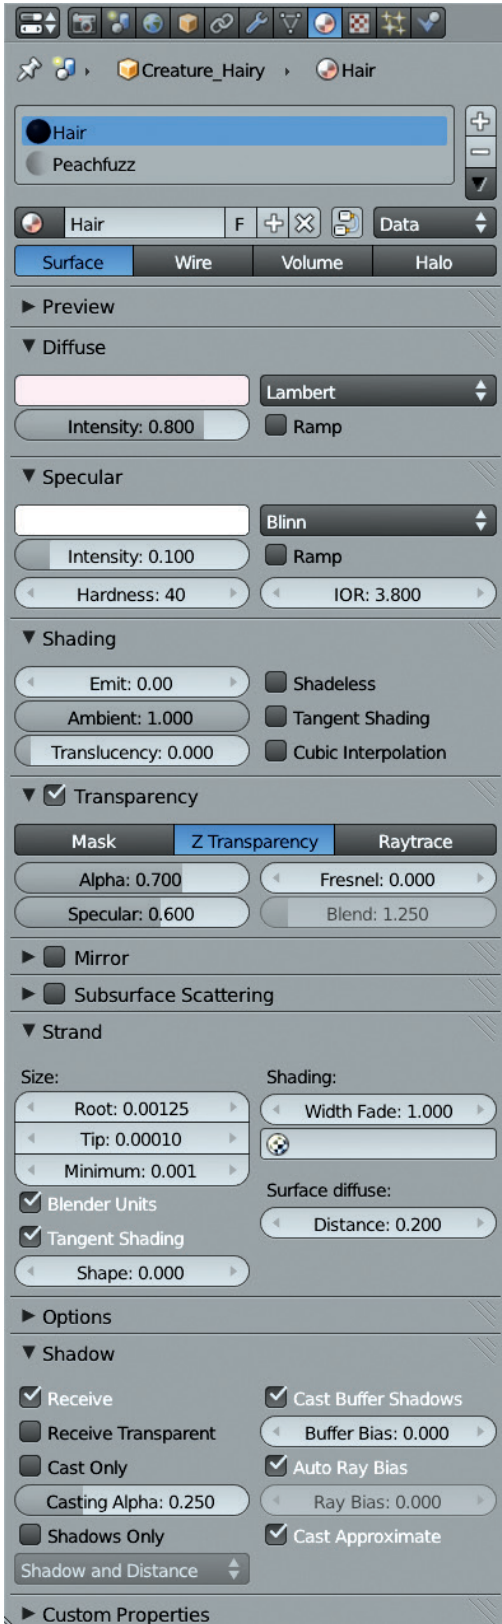 Creature_Hairy Hair
Hair
Peachfuzz
Hair F Data
Surface Wire Volume Halo
Preview
Diffuse
Lambert
Intensity: 0.800 Ramp
Specular
Blinn
Intensity: 0.100 Ramp
Hardness: 40 IOR: 3.800
Shading
Emit: 0.00 Shadeless
Ambient: 1.000 Tangent Shading
Translucency: 0.000 Cubic Interpolation
Transparency
Mask Z Transparency Raytrace
Alpha: 0.700 Fresnel: 0.000
Specular: 0.600 Blend: 1.250
Mirror
Subsurface Scattering
Strand
Size: Shading:
Root: 0.00125 Width Fade: 1.000
Tip: 0.00010
Minimum: 0.001
Surface diffuse:
Blender Units
Distance: 0.200
Tangent Shading
Shape: 0.000
Options
Shadow
Receive Cast Buffer Shadows
Receive Transparent Buffer Bias: 0.000
Cast Only Auto Ray Bias
Casting Alpha: 0.250 Ray Bias: 0.000
Shadows Only Cast Approximate
Shadow and Distance
Custom Properties